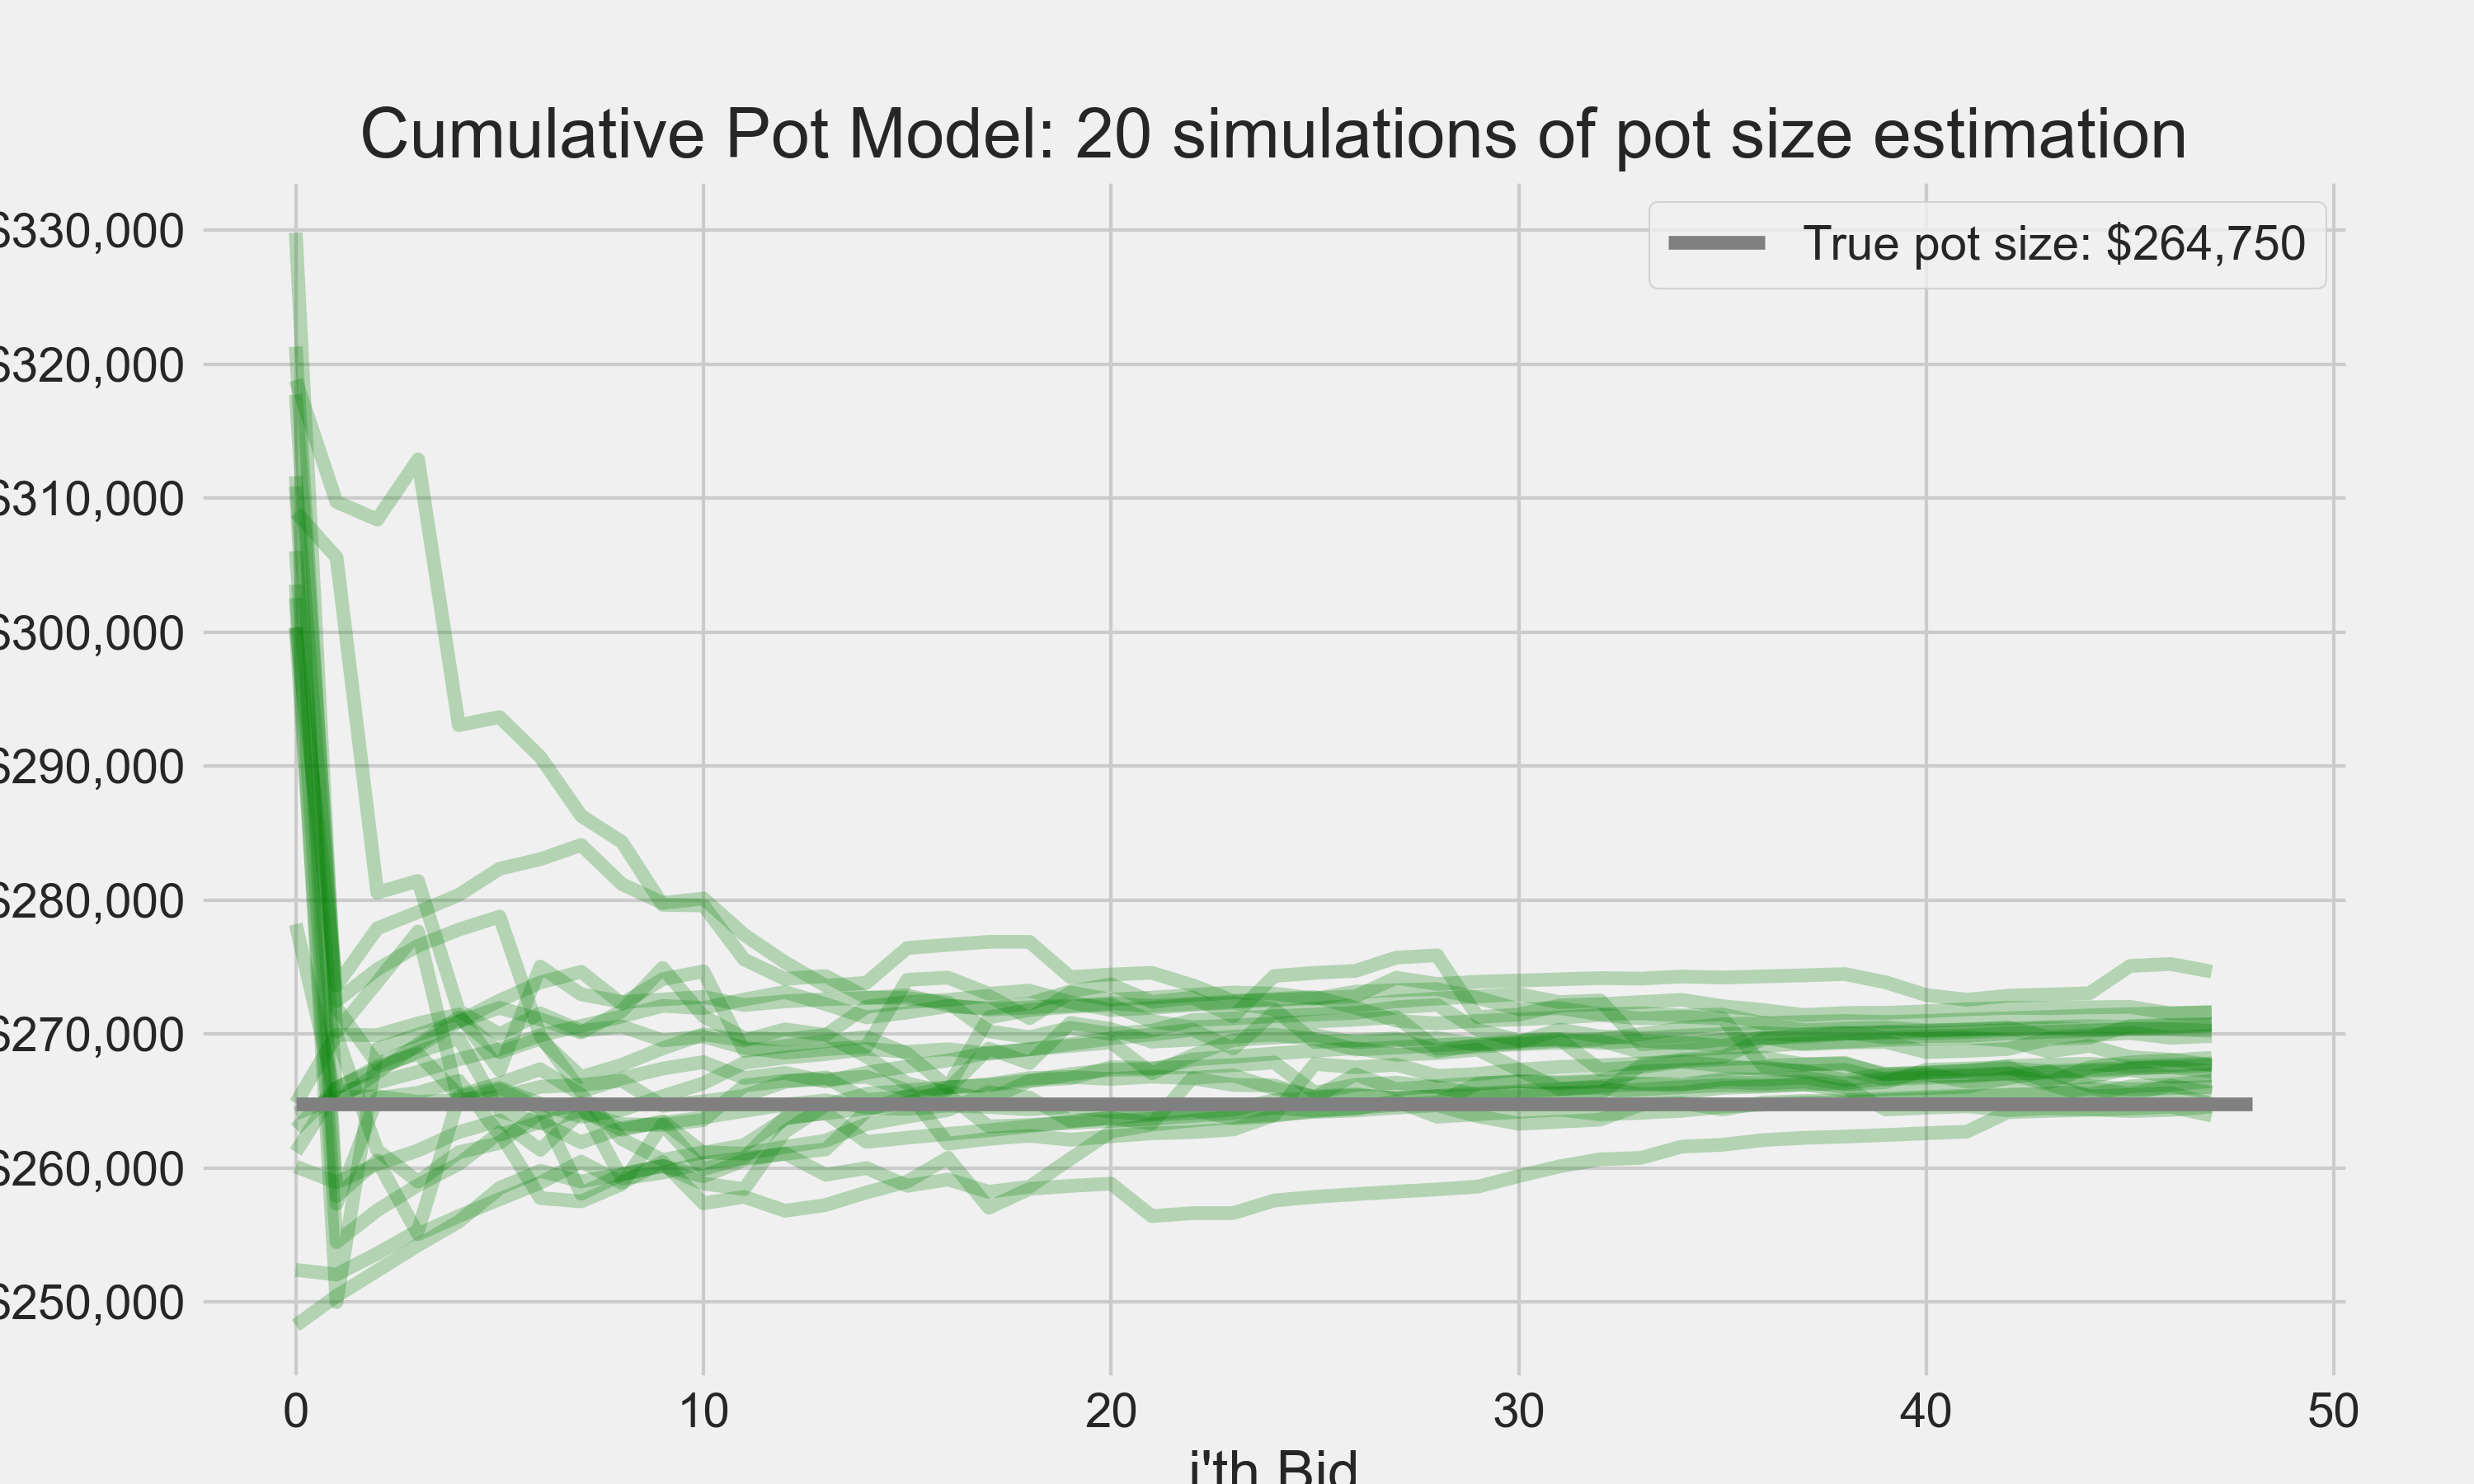 Cumulative Pot Model: 20 simulations of pot size estimation
True pot size: $264,750
$330,000
$320,000
$310,000
$300,000
$290,000
$280,000
$270,000
$260,000
$250,000
0 10 20 30 40 50
i'th Bid